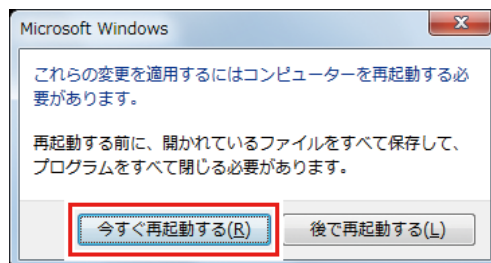 Microsoft Windows
これらの変更を適用するにはコンピューターを再起動する必
要があります。
再起動する前に、開かれているファイルをすべて保存して、
プログラムをすべて閉じる必要があります。
今すぐ再起動する(R) 後で再起動する(L)